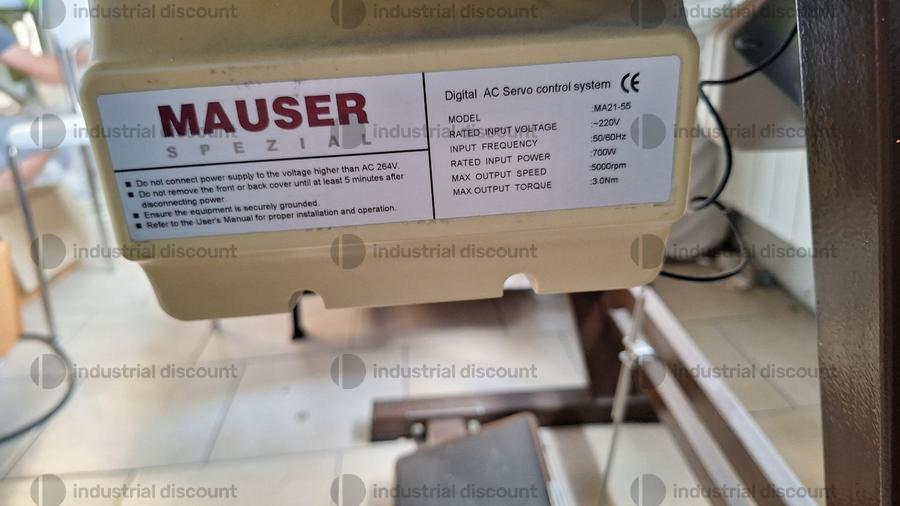 MAUSER
SPEZIAL
■ Do not connect power supply to the voltage higher than AC 264V.
■ Do not remove the front or back cover until at least 5 minutes after
disconnecting power.
■ Ensure the equipment is securely grounded.
■ Refer to the User's Manual for proper installation and operation.
Digital AC Servo control system CE
MODEL :MA21-55
RATED INPUT VOLTAGE :~220V
INPUT FREQUENCY :50/60Hz
RATED INPUT POWER :700W
MAX OUTPUT SPEED :5000rpm
MAX OUTPUT TORQUE :3.0Nm
industrial discount industrial discount industrial discount
industrial discount industrial discount industrial discount
industrial discount industrial discount industrial discount
industrial discount industrial discount industrial discount
industrial discount industrial discount industrial discount